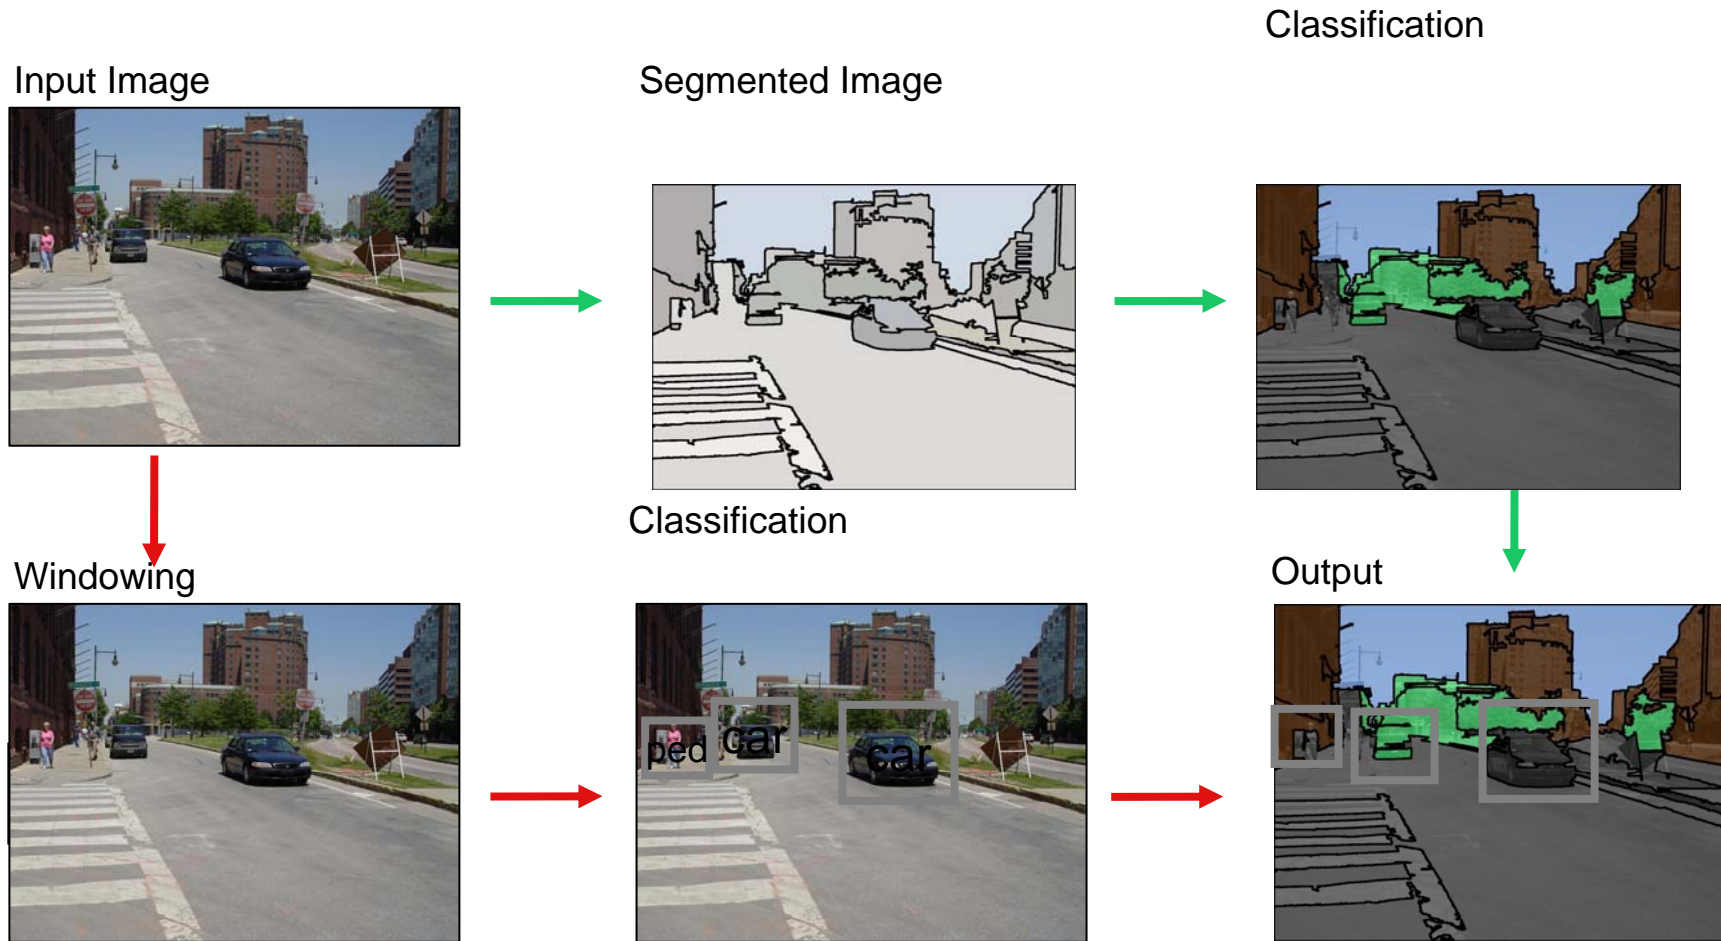 Classification
Input Image
Segmented Image
Classification
Windowing
Output
ped
car
car